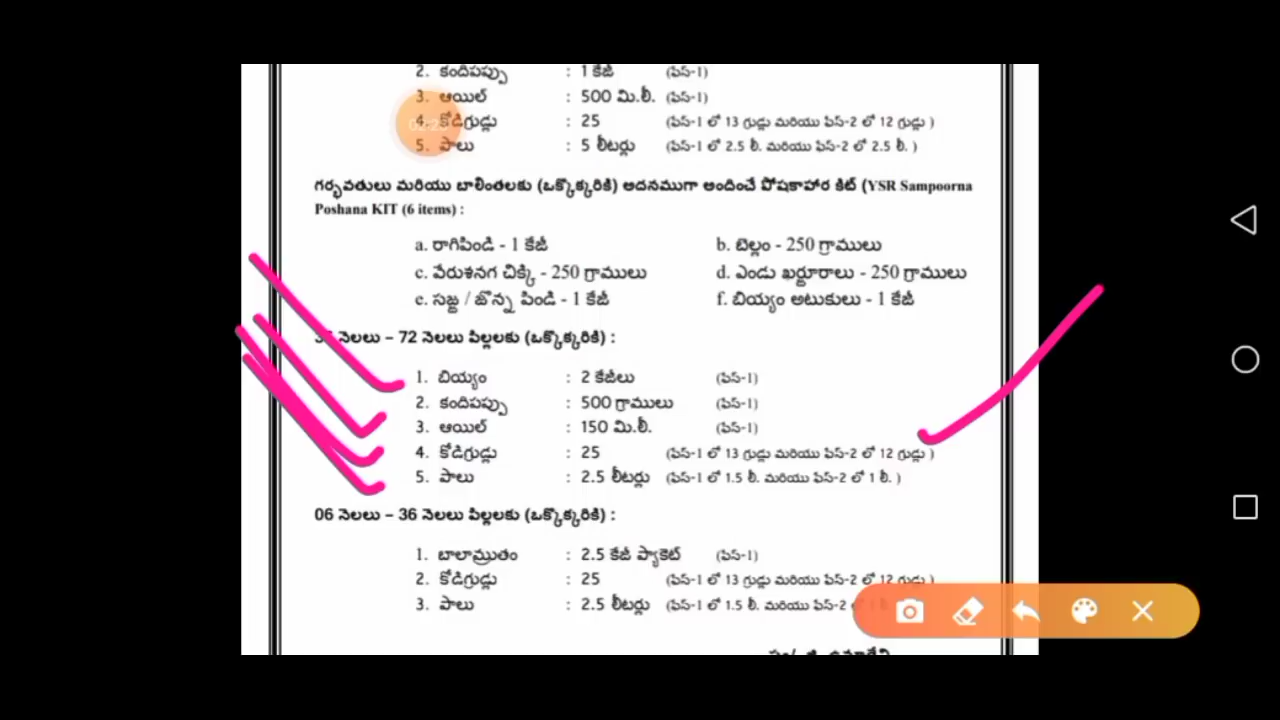 2. కందిపప్పు : 1 కేజీ (ఫేస్-1)
3. ఆయిల్ : 500 మి.లీ. (ఫేస్-1)
4. కోడిగ్రుడ్లు : 25 (ఫేస్-1 లో 13 గ్రుడ్లు మరియు ఫేస్-2 లో 12 గ్రుడ్లు )
5. పాలు : 5 లీటర్లు (ఫేస్-1 లో 2.5 లీ. మరియు ఫేస్-2 లో 2.5 లీ. )
గర్భవతులు మరియు బాలింతలకు (ఒక్కొక్కరికి) అదనముగా అందించే పోషకాహార కిట్ (YSR Sampoorna
Poshana KIT (6 items) :
a. రాగిపిండి - 1 కేజీ b. బెల్లం - 250 గ్రాములు
c. వేరుశనగ చిక్కి - 250 గ్రాములు d. ఎండు ఖర్జూరాలు - 250 గ్రాములు
e. సజ్జ / జొన్న పిండి - 1 కేజీ f. బియ్యం అటుకులు - 1 కేజీ
నెలలు – 72 నెలలు పిల్లలకు (ఒక్కొక్కరికి) :
1. బియ్యం : 2 కేజీలు (ఫేస్-1)
2. కందిపప్పు : 500 గ్రాములు (ఫేస్-1)
3. ఆయిల్ : 150 మి.లీ. (ఫేస్-1)
4. కోడిగ్రుడ్లు : 25 (ఫేస్-1 లో 13 గ్రుడ్లు మరియు ఫేస్-2 లో 12 గ్రుడ్లు )
5. పాలు : 2.5 లీటర్లు (ఫేస్-1 లో 1.5 లీ. మరియు ఫేస్-2 లో 1 లీ. )
06 నెలలు – 36 నెలలు పిల్లలకు (ఒక్కొక్కరికి) :
1. బాలామ్రుతం : 2.5 కేజీ ప్యాకెట్ (ఫేస్-1)
2. కోడిగ్రుడ్లు : 25 (ఫేస్-1 లో 13 గ్రుడ్లు మరియు ఫేస్-2 లో 12 గ్రుడ్లు )
3. పాలు : 2.5 లీటర్లు (ఫేస్-1 లో 1.5 లీ. మరియు ఫేస్-2